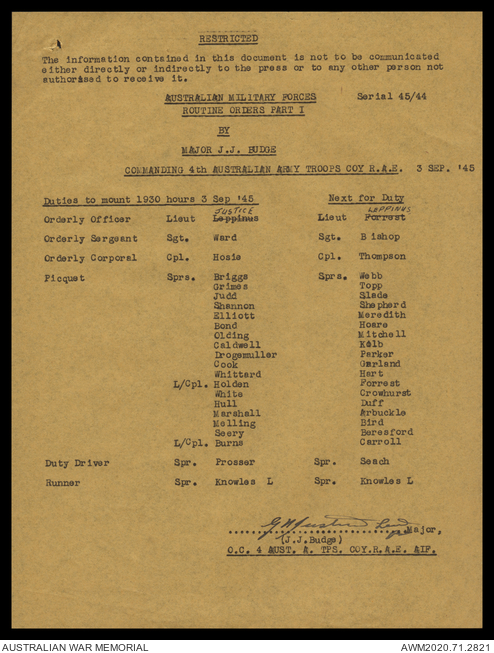 RESTRICTED
The information contained in this document is not to be communicated
either directly or indirectly to the press or to any other person not
authorised to receive it.
AUSTRALIAN MILITARY FORCES Serial 45/44
ROUTINE ORDERS PART I
BY
MAJOR J.J. BUDGE
COMMANDING 4th AUSTRALIAN ARMY TROOPS COY R.A.E. 3 SEP. '45
Duties to mount 1930 hours 3 Sep '45 Next for Duty
JUSTICE LEPPINUS
Orderly Officer Lieut Leppinus Lieut Forrest
Orderly Sergeant Sgt. Ward Sgt. Bishop
Orderly Corporal Cpl. Hosie Cpl. Thompson
Picquet Sprs. Briggs Sprs. Webb
Grimes Topp
Judd Slade
Shannon Shepherd
Elliott Meredith
Bond Hoare
Olding Mitchell
Caldwell Kolb
Drogemuller Parker
Cook Garland
Whittard Hart
L/Cpl. Holden Forrest
White Crowhurst
Hull Duff
Marshall Arbuckle
Melling Bird
Seery Beresford
L/Cpl. Burns Carroll
Duty Driver Spr. Prosser Spr. Seach
Runner Spr. Knowles L Spr. Knowles L
Major,
(J.J.Budge)
O.C. 4 AUST. A. TPS. COY.R.A.E. AIF.
AUSTRALIAN WAR MEMORIAL AWM2020.71.2821